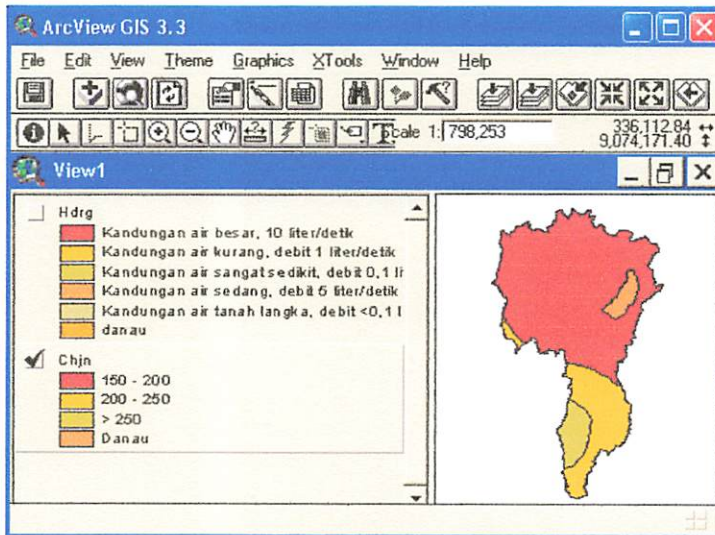 ArcView GIS 3.3
File Edit View Theme Graphics XTools Window Help
Scale 1: 798,253
336,112.84
9,074,171.40
View1
Hdrg
Kandungan air besar, 10 liter/detik
Kandungan air kurang, debit 1 liter/detik
Kandungan air sangat sedikit, debit 0,1 li
Kandungan air sedang, debit 5 liter/detik
Kandungan air tanah langka, debit <0,1 l
danau
Chjn
150 - 200
200 - 250
> 250
Danau